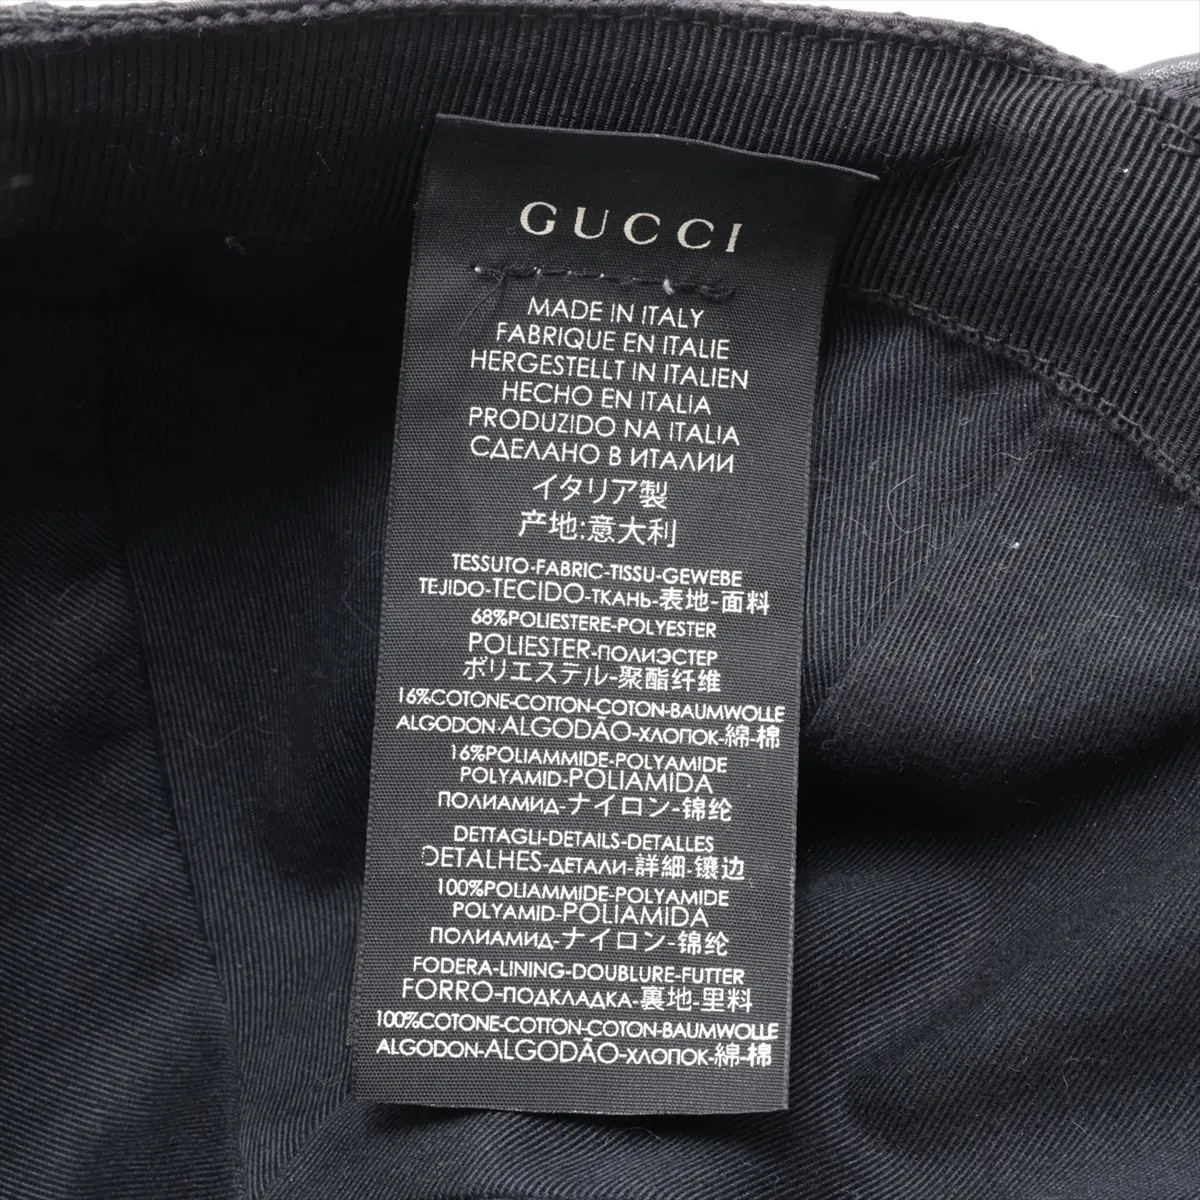 GUCCI
MADE IN ITALY
FABRIQUE EN ITALIE
HERGESTELLT IN ITALIEN
HECHO EN ITALIA
PRODUZIDO NA ITALIA
СДЕЛАНО В ИТАЛИИ
イタリア製
产地:意大利
TESSUTO-FABRIC-TISSU-GEWEBE
TEJIDO-TECIDO-ТКАНЬ-表地-面料
68%POLIESTERE-POLYESTER
POLIESTER-ПОЛИЭСТЕР
ポリエステル-聚酯纤维
16%COTONE-COTTON-COTON-BAUMWOLLE
ALGODON-ALGODÃO-ХЛОПОК-綿-棉
16%POLIAMMIDE-POLYAMIDE
POLYAMID-POLIAMIDA
ПОЛИАМИД-ナイロン-锦纶
DETTAGLI-DETAILS-DETALLES
DETALHES-ДЕТАЛИ-詳細-镶边
100%POLIAMMIDE-POLYAMIDE
POLYAMID-POLIAMIDA
ПОЛИАМИД-ナイロン-锦纶
FODERA-LINING-DOUBLURE-FUTTER
FORRO-ПОДКЛАДКА-裏地-里料
100%COTONE-COTTON-COTON-BAUMWOLLE
ALGODON-ALGODÃO-ХЛОПОК-綿-棉